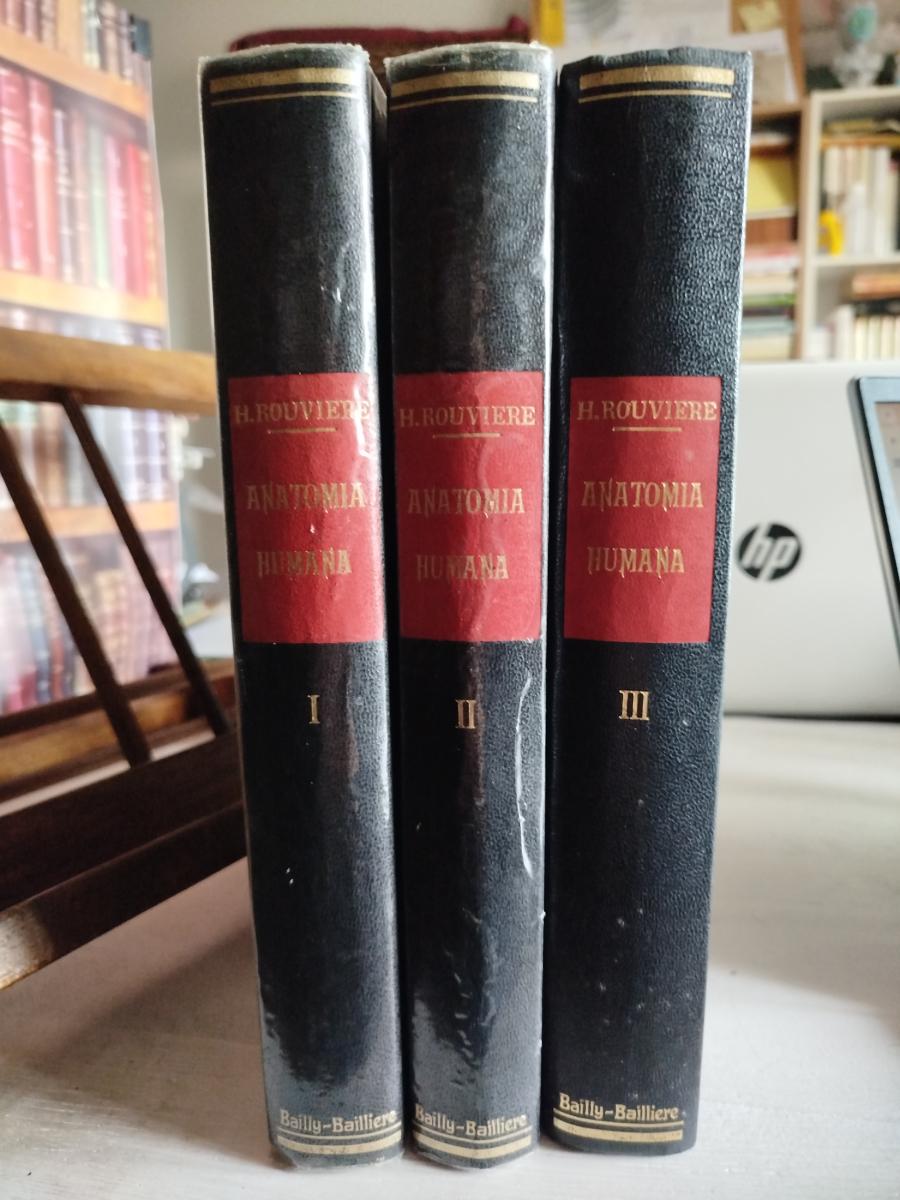 H. ROUVIERE
ANATOMIA
HUMANA
I
Bailly-Bailliere
H. ROUVIERE
ANATOMIA
HUMANA
II
Bailly-Bailliere
H. ROUVIERE
ANATOMIA
HUMANA
III
Bailly-Bailliere
hp